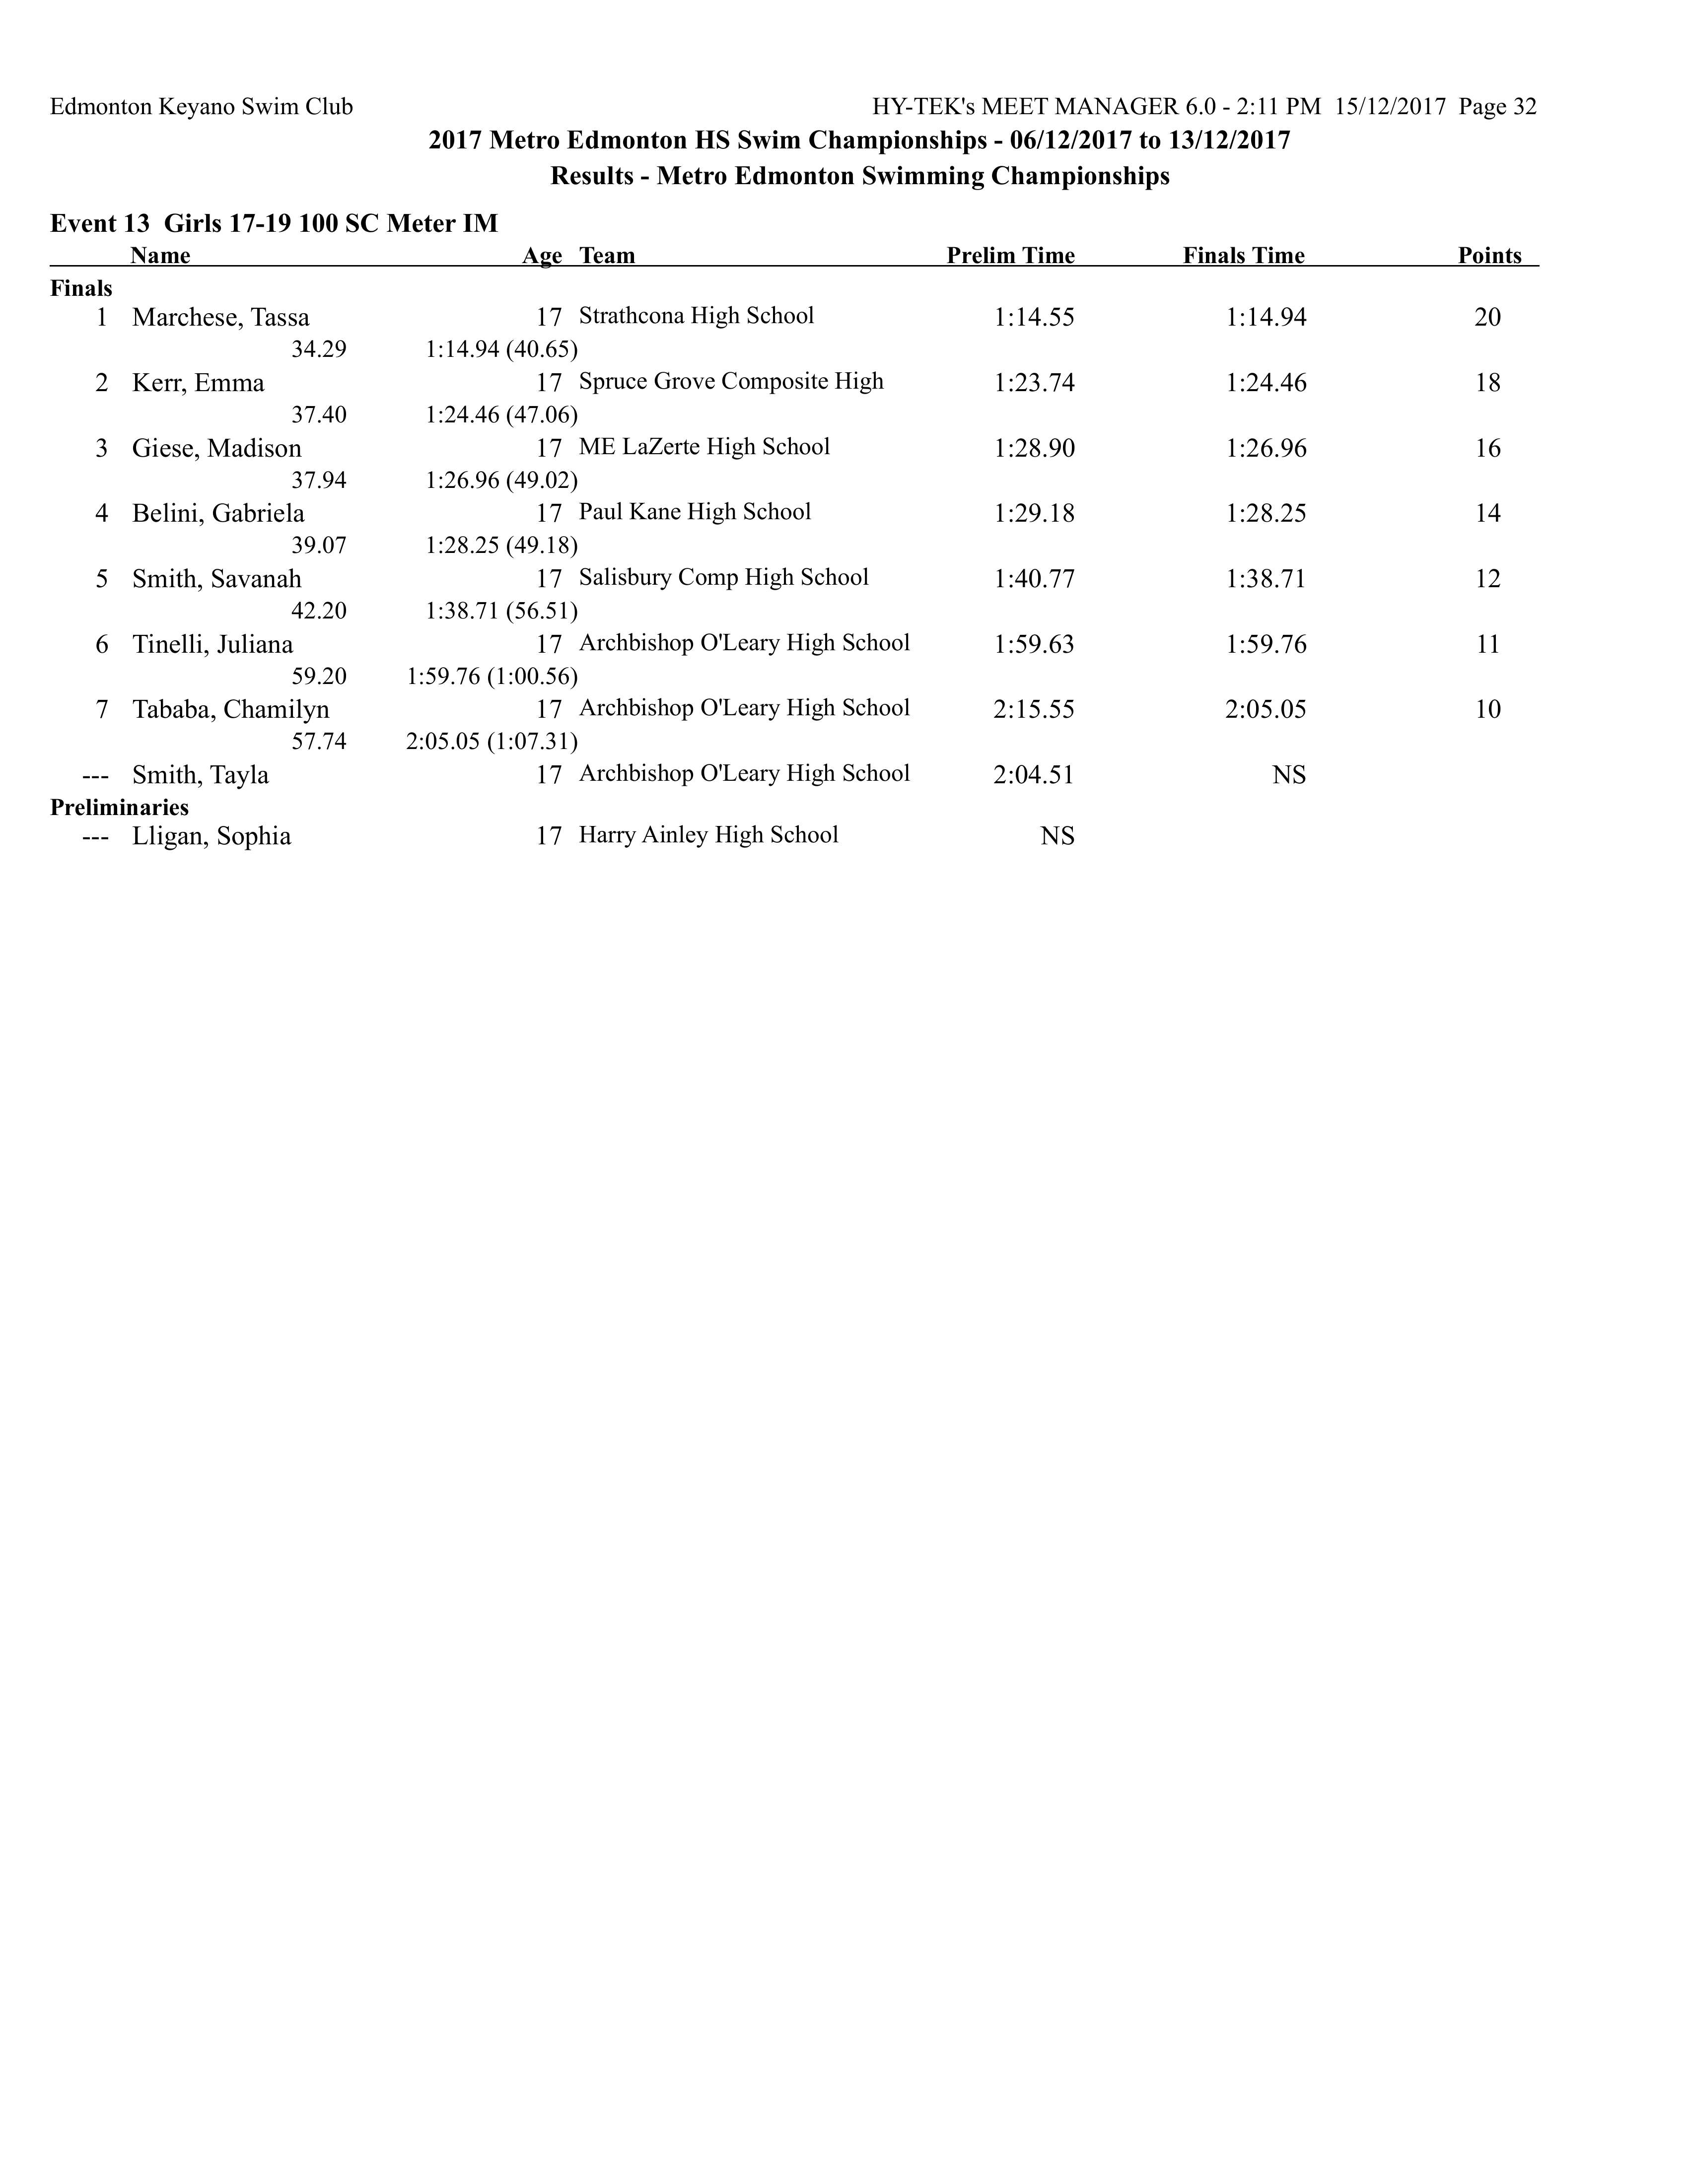 Edmonton Keyano Swim Club HY-TEK's MEET MANAGER 6.0 - 2:11 PM 15/12/2017 Page 32
2017 Metro Edmonton HS Swim Championships - 06/12/2017 to 13/12/2017
Results - Metro Edmonton Swimming Championships
Event 13 Girls 17-19 100 SC Meter IM
Name Age Team Prelim Time Finals Time Points
Finals
1 Marchese, Tassa 17 Strathcona High School 1:14.55 1:14.94 20
34.29 1:14.94 (40.65)
2 Kerr, Emma 17 Spruce Grove Composite High 1:23.74 1:24.46 18
37.40 1:24.46 (47.06)
3 Giese, Madison 17 ME LaZerte High School 1:28.90 1:26.96 16
37.94 1:26.96 (49.02)
4 Belini, Gabriela 17 Paul Kane High School 1:29.18 1:28.25 14
39.07 1:28.25 (49.18)
5 Smith, Savanah 17 Salisbury Comp High School 1:40.77 1:38.71 12
42.20 1:38.71 (56.51)
6 Tinelli, Juliana 17 Archbishop O'Leary High School 1:59.63 1:59.76 11
59.20 1:59.76 (1:00.56)
7 Tababa, Chamilyn 17 Archbishop O'Leary High School 2:15.55 2:05.05 10
57.74 2:05.05 (1:07.31)
--- Smith, Tayla 17 Archbishop O'Leary High School 2:04.51 NS
Preliminaries
--- Lligan, Sophia 17 Harry Ainley High School NS